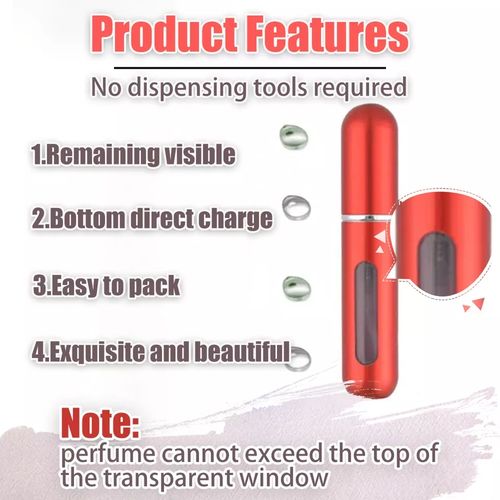 Product Features
No dispensing tools required
1.Remaining visible
2.Bottom direct charge
3.Easy to pack
4.Exquisite and beautiful
Note:
perfume cannot exceed the top of
the transparent window